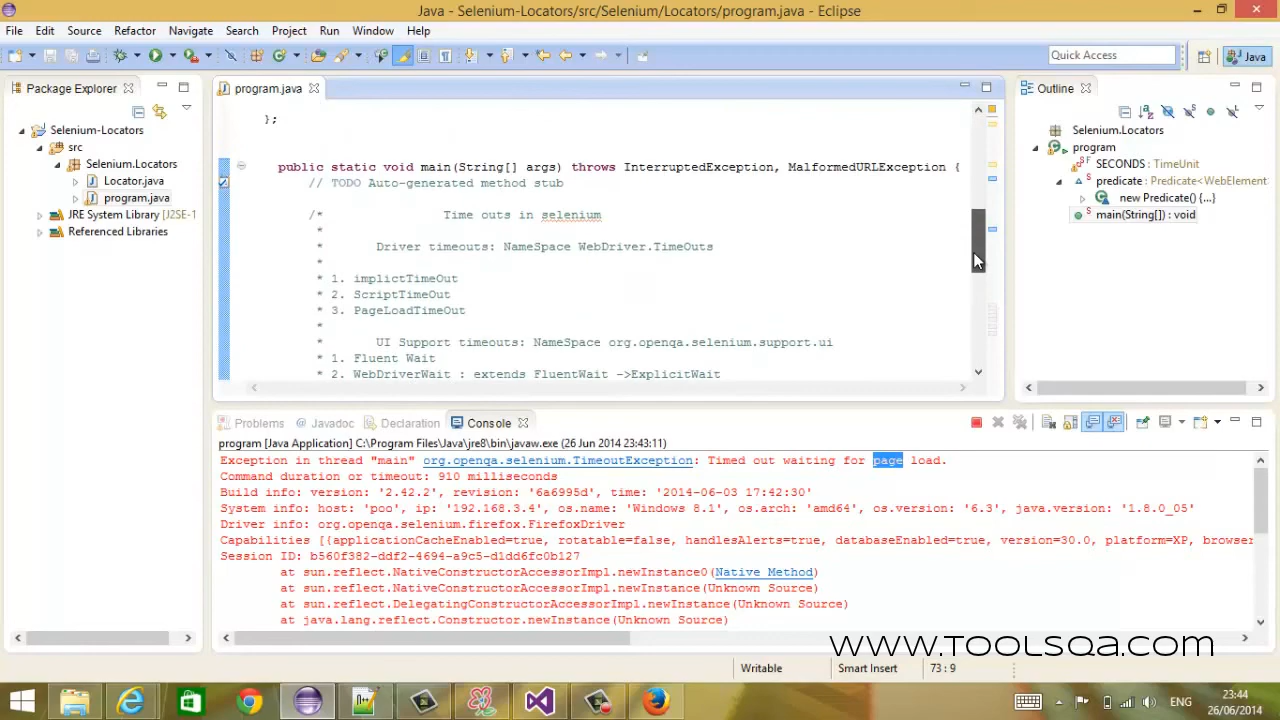 Java - Selenium-Locators/src/Selenium/Locators/program.java - Eclipse
File Edit Source Refactor Navigate Search Project Run Window Help
Quick Access
Java
Package Explorer
program.java
Outline
Selenium-Locators
src
Selenium.Locators
Locator.java
program.java
JRE System Library [J2SE-1
Referenced Libraries
};
public static void main(String[] args) throws InterruptedException, MalformedURLException {
// TODO Auto-generated method stub
/* Time outs in selenium
*
* Driver timeouts: NameSpace WebDriver.TimeOuts
*
* 1. implictTimeOut
* 2. ScriptTimeOut
* 3. PageLoadTimeOut
*
* UI Support timeouts: NameSpace org.openqa.selenium.support.ui
* 1. Fluent Wait
* 2. WebDriverWait : extends FluentWait ->ExplicitWait
Selenium.Locators
program
SECONDS : TimeUnit
predicate : Predicate<WebElement
new Predicate() {...}
main(String[]) : void
Problems @ Javadoc Declaration Console
program [Java Application] C:\Program Files\Java\jre8\bin\javaw.exe (26 Jun 2014 23:43:11)
Exception in thread "main" org.openqa.selenium.TimeoutException: Timed out waiting for page load.
Command duration or timeout: 910 milliseconds
Build info: version: '2.42.2', revision: '6a6995d', time: '2014-06-03 17:42:30'
System info: host: 'poo', ip: '192.168.3.4', os.name: 'Windows 8.1', os.arch: 'amd64', os.version: '6.3', java.version: '1.8.0_05'
Driver info: org.openqa.selenium.firefox.FirefoxDriver
Capabilities [{applicationCacheEnabled=true, rotatable=false, handlesAlerts=true, databaseEnabled=true, version=30.0, platform=XP, browser
Session ID: b560f382-ddf2-4694-a9c5-d1dd6fc0b127
at sun.reflect.NativeConstructorAccessorImpl.newInstance0(Native Method)
at sun.reflect.NativeConstructorAccessorImpl.newInstance(Unknown Source)
at sun.reflect.DelegatingConstructorAccessorImpl.newInstance(Unknown Source)
at java.lang.reflect.Constructor.newInstance(Unknown Source)
www.TOOLSQA.com
Writable Smart Insert 73 : 9
ENG
23:44
26/06/2014